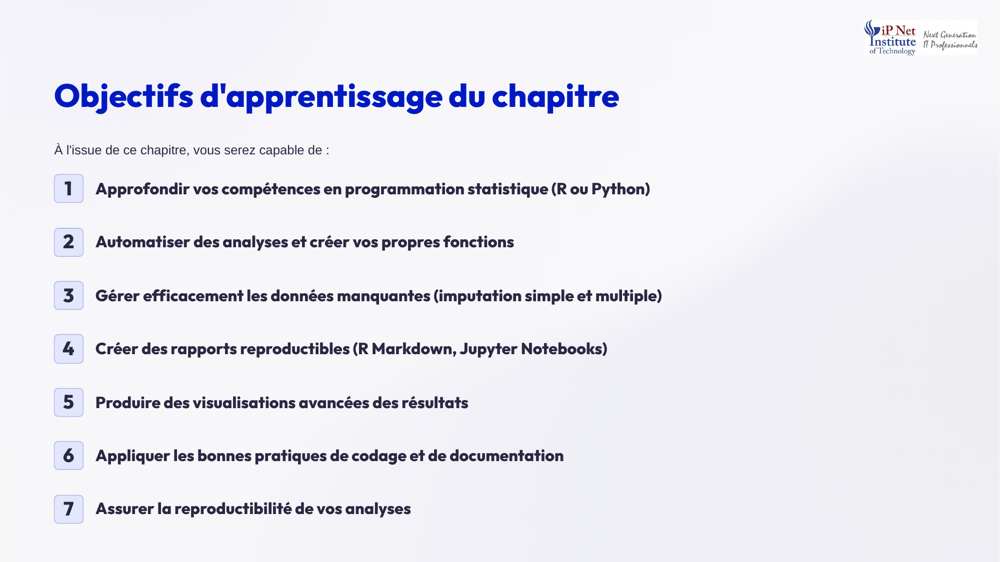 iP Net
Institute
of Technology
Next Generation
IT Professionnels
Objectifs d'apprentissage du chapitre
À l'issue de ce chapitre, vous serez capable de :
1 Approfondir vos compétences en programmation statistique (R ou Python)
2 Automatiser des analyses et créer vos propres fonctions
3 Gérer efficacement les données manquantes (imputation simple et multiple)
4 Créer des rapports reproductibles (R Markdown, Jupyter Notebooks)
5 Produire des visualisations avancées des résultats
6 Appliquer les bonnes pratiques de codage et de documentation
7 Assurer la reproductibilité de vos analyses